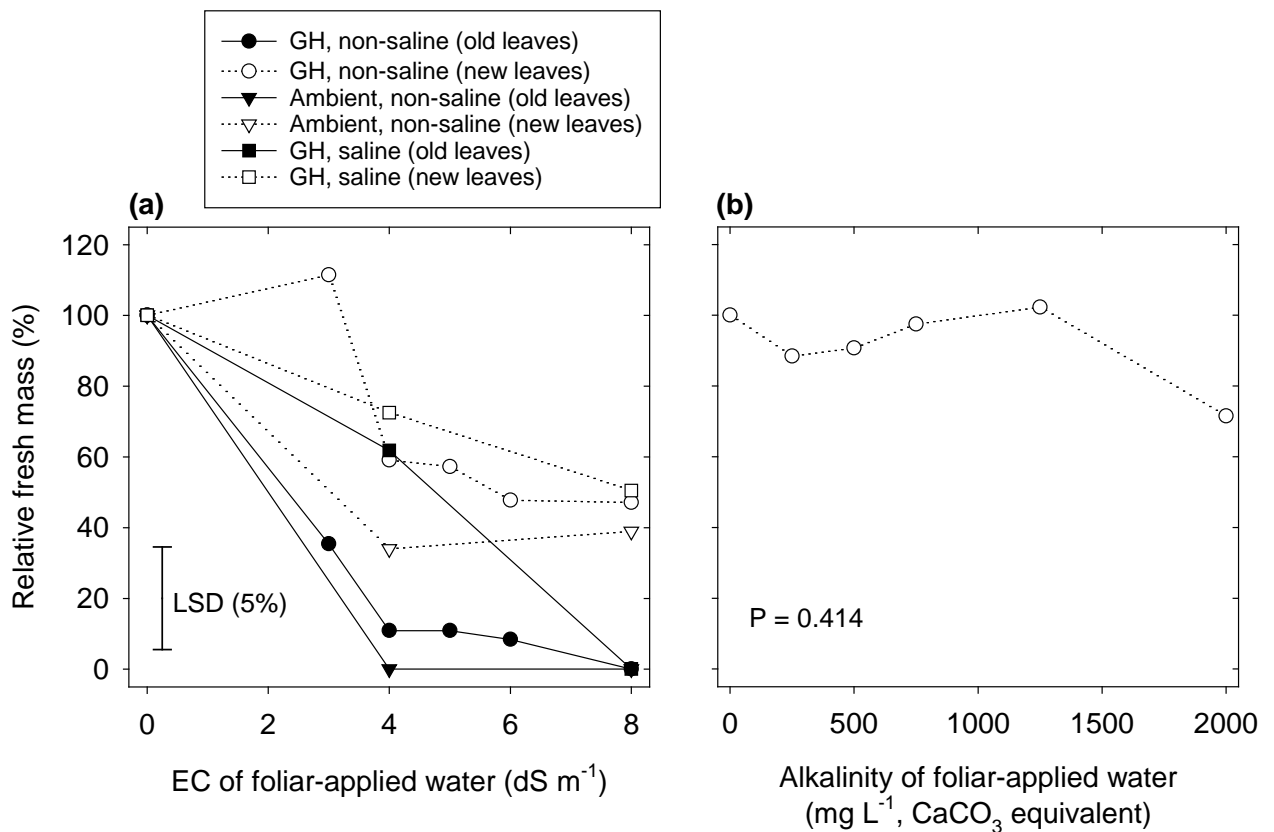 GH, non-saline (old leaves)
GH, non-saline (new leaves)
Ambient, non-saline (old leaves)
Ambient, non-saline (new leaves)
GH, saline (old leaves)
GH, saline (new leaves)
(a)
120
100
80
60
40
20
0
Relative fresh mass (%)
LSD (5%)
0 2 4 6 8
EC of foliar-applied water (dS m⁻¹)
(b)
P = 0.414
0 500 1000 1500 2000
Alkalinity of foliar-applied water
(mg L⁻¹, CaCO₃ equivalent)